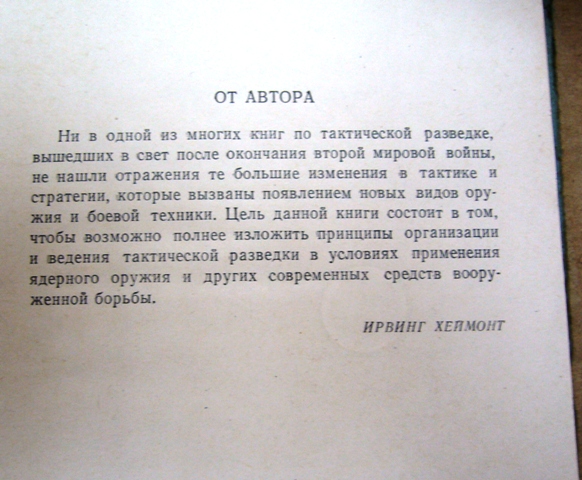 ОТ АВТОРА
Ни в одной из многих книг по тактической разведке,
вышедших в свет после окончания второй мировой войны,
не нашли отражения те большие изменения в тактике и
стратегии, которые вызваны появлением новых видов ору-
жия и боевой техники. Цель данной книги состоит в том,
чтобы возможно полнее изложить принципы организации
и ведения тактической разведки в условиях применения
ядерного оружия и других современных средств воору-
женной борьбы.
ИРВИНГ ХЕЙМОНТ